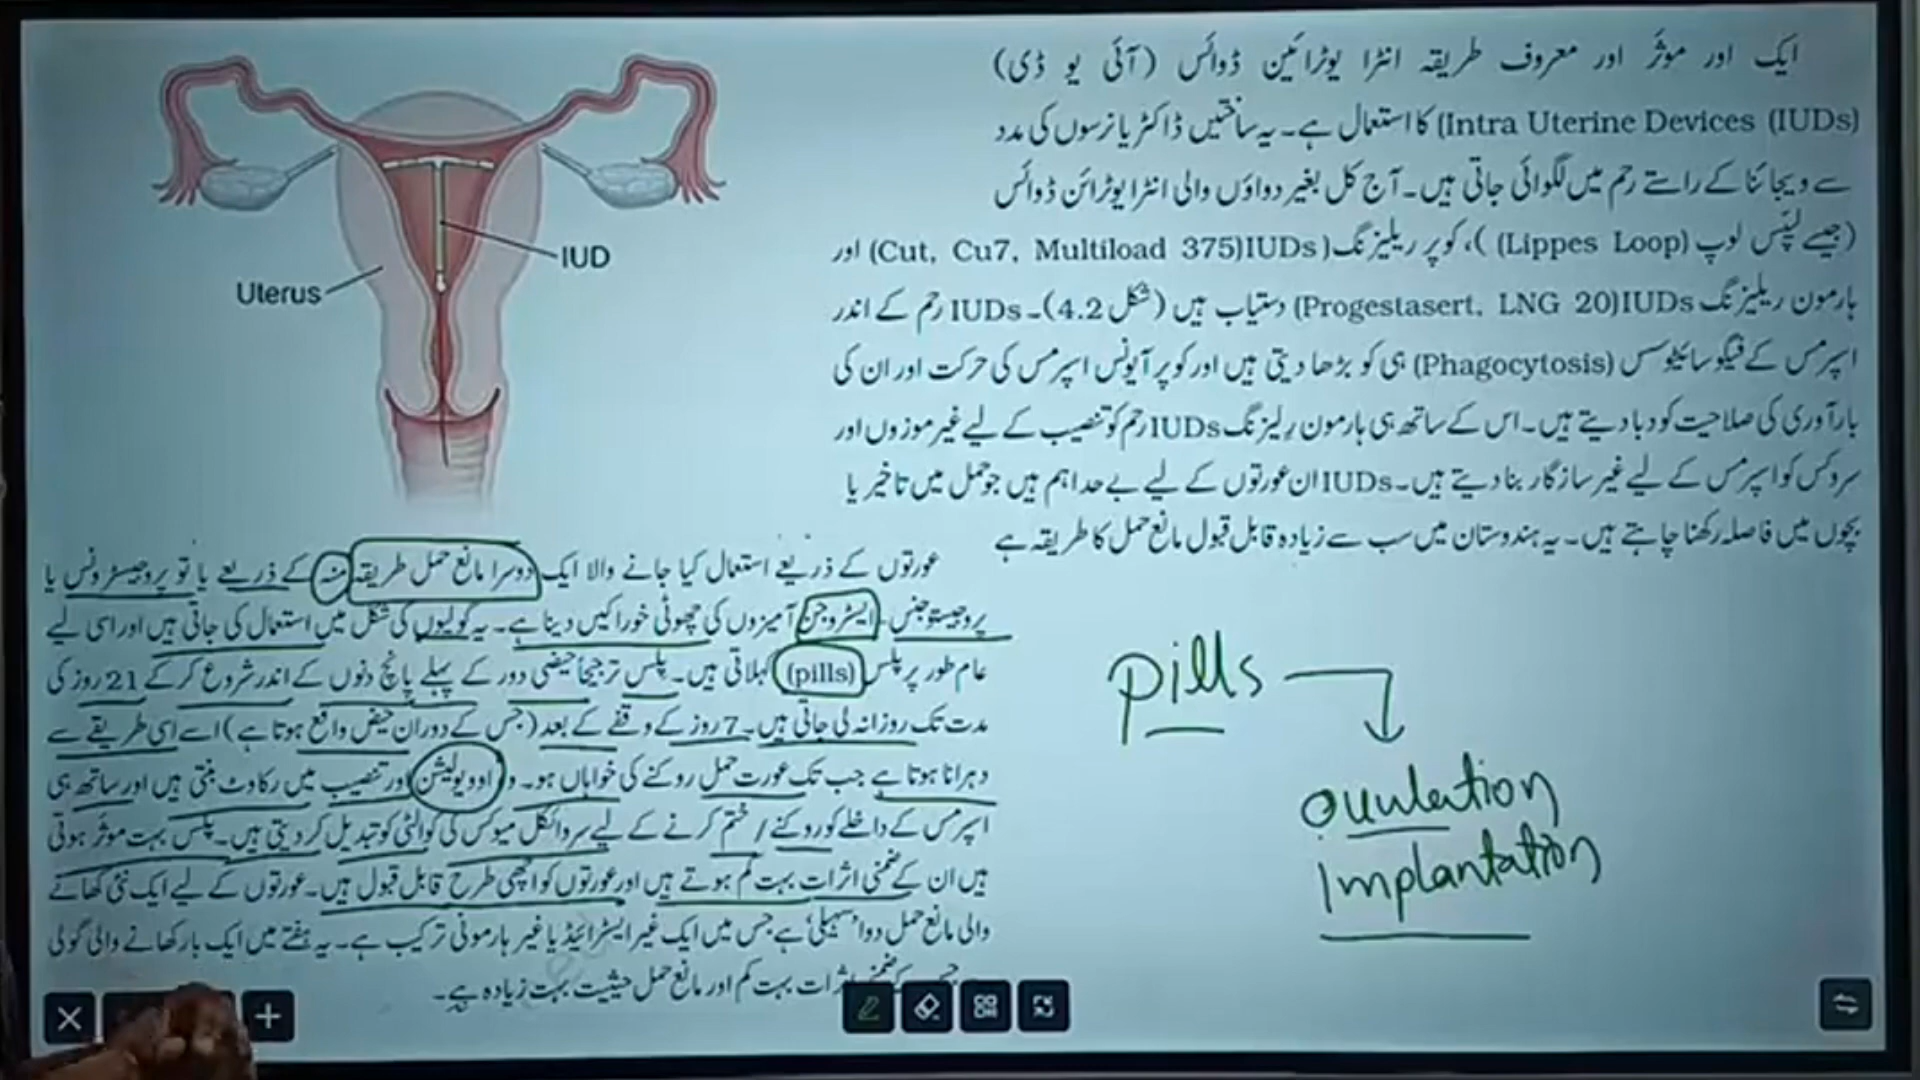 ایک اور موثر اور معروف طریقہ انٹرا یوٹرائین ڈوائس (آئی یو ڈی)
(Intra Uterine Devices (IUDs) کا استعمال ہے۔ یہ ساختیں ڈاکٹر یا نرسوں کی مدد
سے ویجائنا کے راستے رحم میں لگوائی جاتی ہیں۔ آج کل بغیر دواؤں والی انٹرا یوٹرائن ڈوائس
(جیسے لپّس لوپ (Lippes Loop) )، کوپر ریلیزنگ IUDs (Cut, Cu7, Multiload 375) اور
ہارمون ریلیزنگ IUDs (Progestasert, LNG 20) دستیاب ہیں (شکل 4.2)۔ IUDs رحم کے اندر
اسپرمس کے فیگوسائیٹوسس (Phagocytosis) ہی کو بڑھا دیتی ہیں اور کوپر آیونس اسپرمس کی حرکت اور ان کی
بارآوری کی صلاحیت کو دبا دیتے ہیں۔ اس کے ساتھ ہی ہارمون رلیزنگ IUDs رحم کو تنصیب کے لیے غیر موزوں اور
سروکس کو اسپرمس کے لیے غیر سازگار بنا دیتے ہیں۔ IUDs ان عورتوں کے لیے بے حد اہم ہیں جو حمل میں تاخیر یا
بچوں میں فاصلہ رکھنا چاہتے ہیں۔ یہ ہندوستان میں سب سے زیادہ قابل قبول مانع حمل کا طریقہ ہے
IUD
Uterus
عورتوں کے ذریعے استعمال کیا جانے والا ایک دوسرا مانع حمل طریقہ منہ کے ذریعے یا تو پروجیسٹرونس یا
پروجیستوجنس۔ ایسٹروجن آمیزوں کی چھوٹی خوراکیں دینا ہے۔ یہ گولیوں کی شکل میں استعمال کی جاتی ہیں اور اسی لیے
عام طور پر پلس (pills) کہلاتی ہیں۔ پلس ترجیحاً حیضی دور کے پہلے پانچ دنوں کے اندر شروع کرکے 21 روز کی
مدت تک روزانہ لی جاتی ہیں۔ 7 روز کے وقفے کے بعد (جس کے دوران حیض واقع ہوتا ہے) اسے اسی طریقے سے
دہرانا ہوتا ہے جب تک عورت حمل روکنے کی خواہاں ہو۔ وہ اوویولیشن اور تنصیب میں رکاوٹ بنتی ہیں اور ساتھ ہی
اسپرمس کے داخلے کو روکنے / ختم کرنے کے لیے سروائکل میوکس کی کوالٹی کو تبدیل کردیتی ہیں۔ پلس بہت موثر ہوتی
ہیں ان کے ضمنی اثرات بہت کم ہوتے ہیں اور عورتوں کو اچھی طرح قابل قبول ہیں۔ عورتوں کے لیے ایک نئی کھانے
والی مانع حمل دوا 'سہیلی' ہے جس میں ایک غیر ایسٹرائیڈ یا غیر ہارمونی ترکیب ہے۔ یہ ہفتے میں ایک بار کھانے والی گولی
اثرات بہت کم اور مانع حمل حیثیت بہت زیادہ ہے۔
pills
ovulation
Implantation